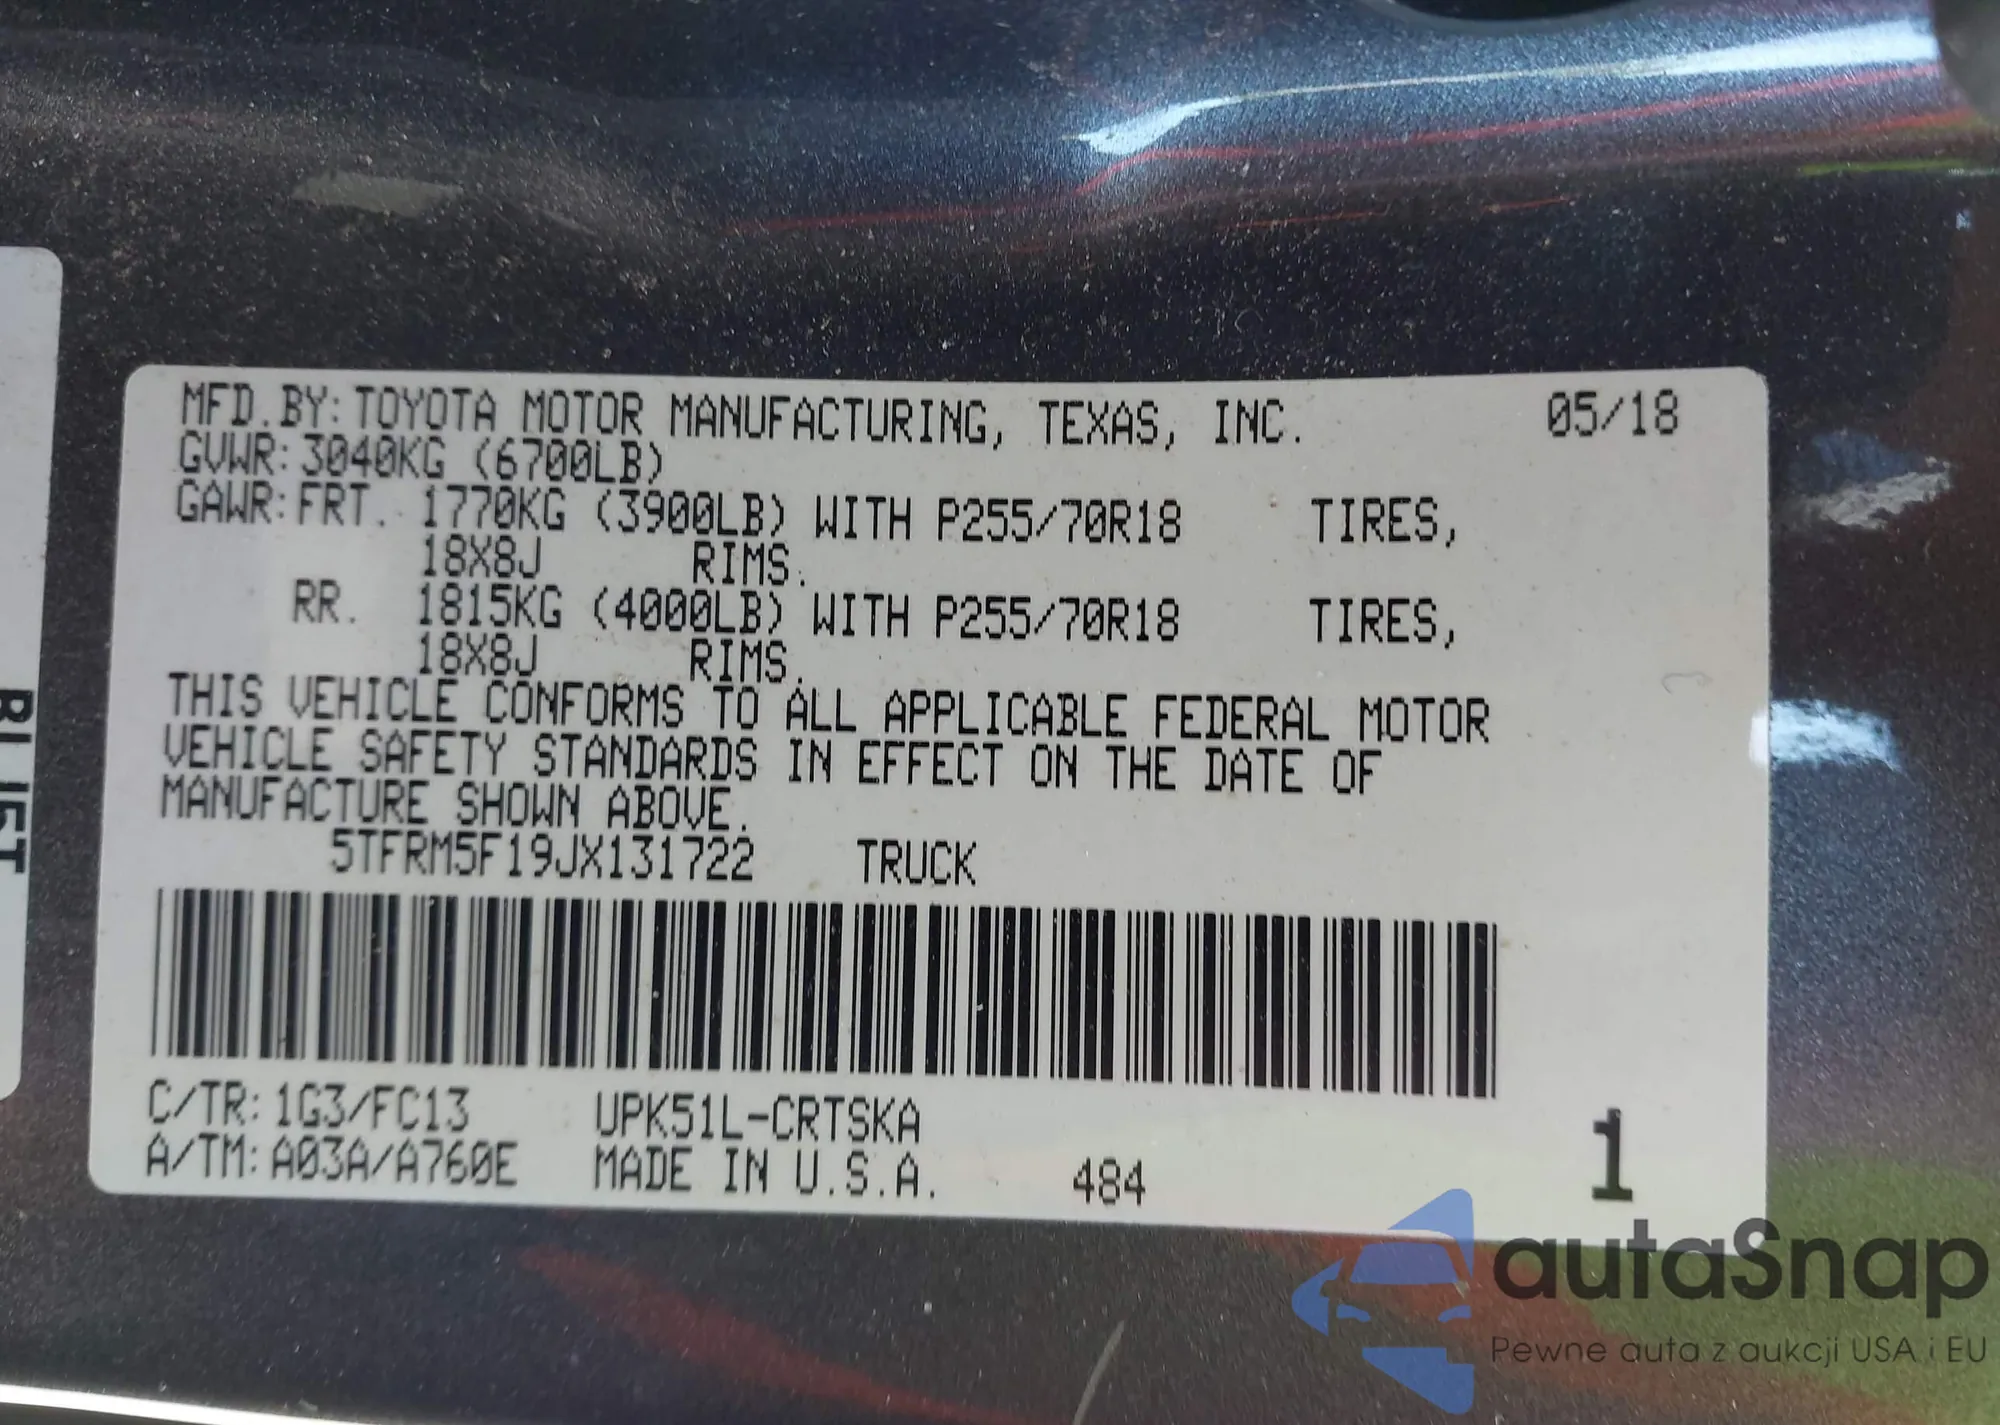 MFD.BY: TOYOTA MOTOR MANUFACTURING, TEXAS, INC. 05/18
GVWR: 3040KG (6700LB)
GAWR: FRT. 1770KG (3900LB) WITH P255/70R18 TIRES,
18X8J RIMS.
RR. 1815KG (4000LB) WITH P255/70R18 TIRES,
18X8J RIMS.
THIS VEHICLE CONFORMS TO ALL APPLICABLE FEDERAL MOTOR
VEHICLE SAFETY STANDARDS IN EFFECT ON THE DATE OF
MANUFACTURE SHOWN ABOVE.
5TFRM5F19JX131722 TRUCK
C/TR: 1G3/FC13 UPK51L-CRTSKA
A/TM: A03A/A760E MADE IN U.S.A. 484 1
autaSnap
Pewne auta z aukcji USA i EU